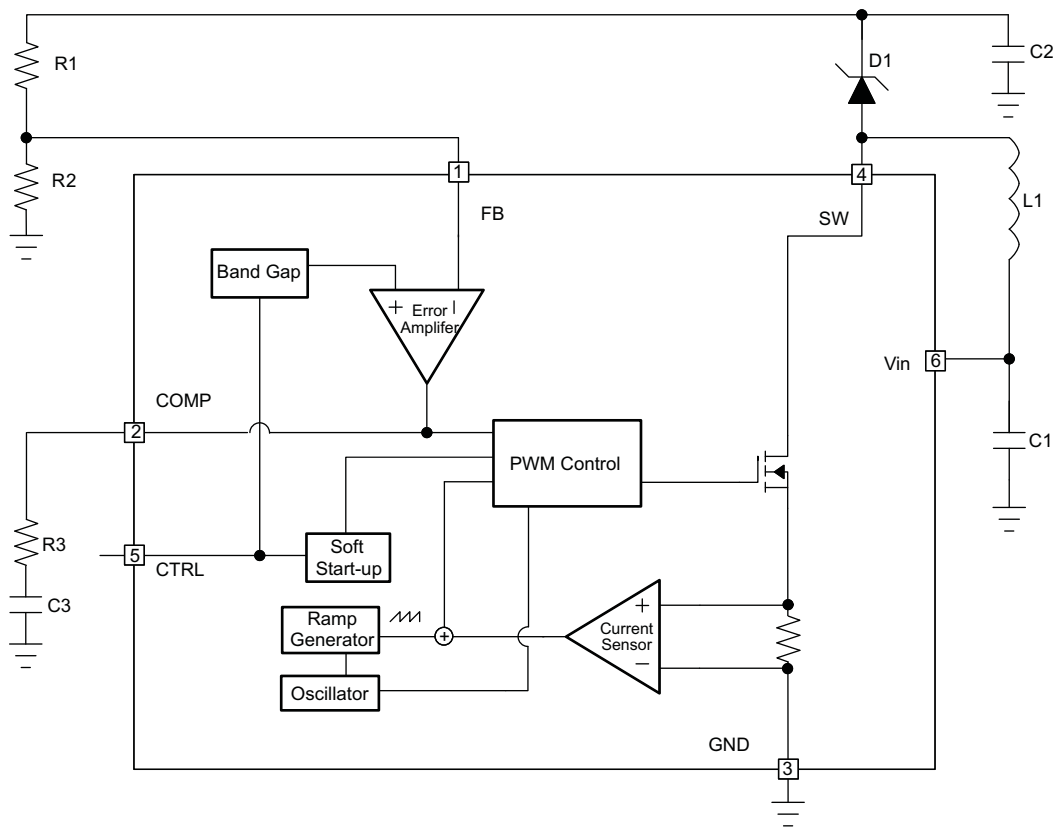 D1
C2
R1
R2
1
4
FB
SW
L1
Band Gap
+ Error –
Amplifer
Vin
6
COMP
2
PWM Control
C1
R3
5
CTRL
Soft
Start-up
C3
Ramp
Generator
+
+
Current
Sensor
–
Oscillator
GND
3